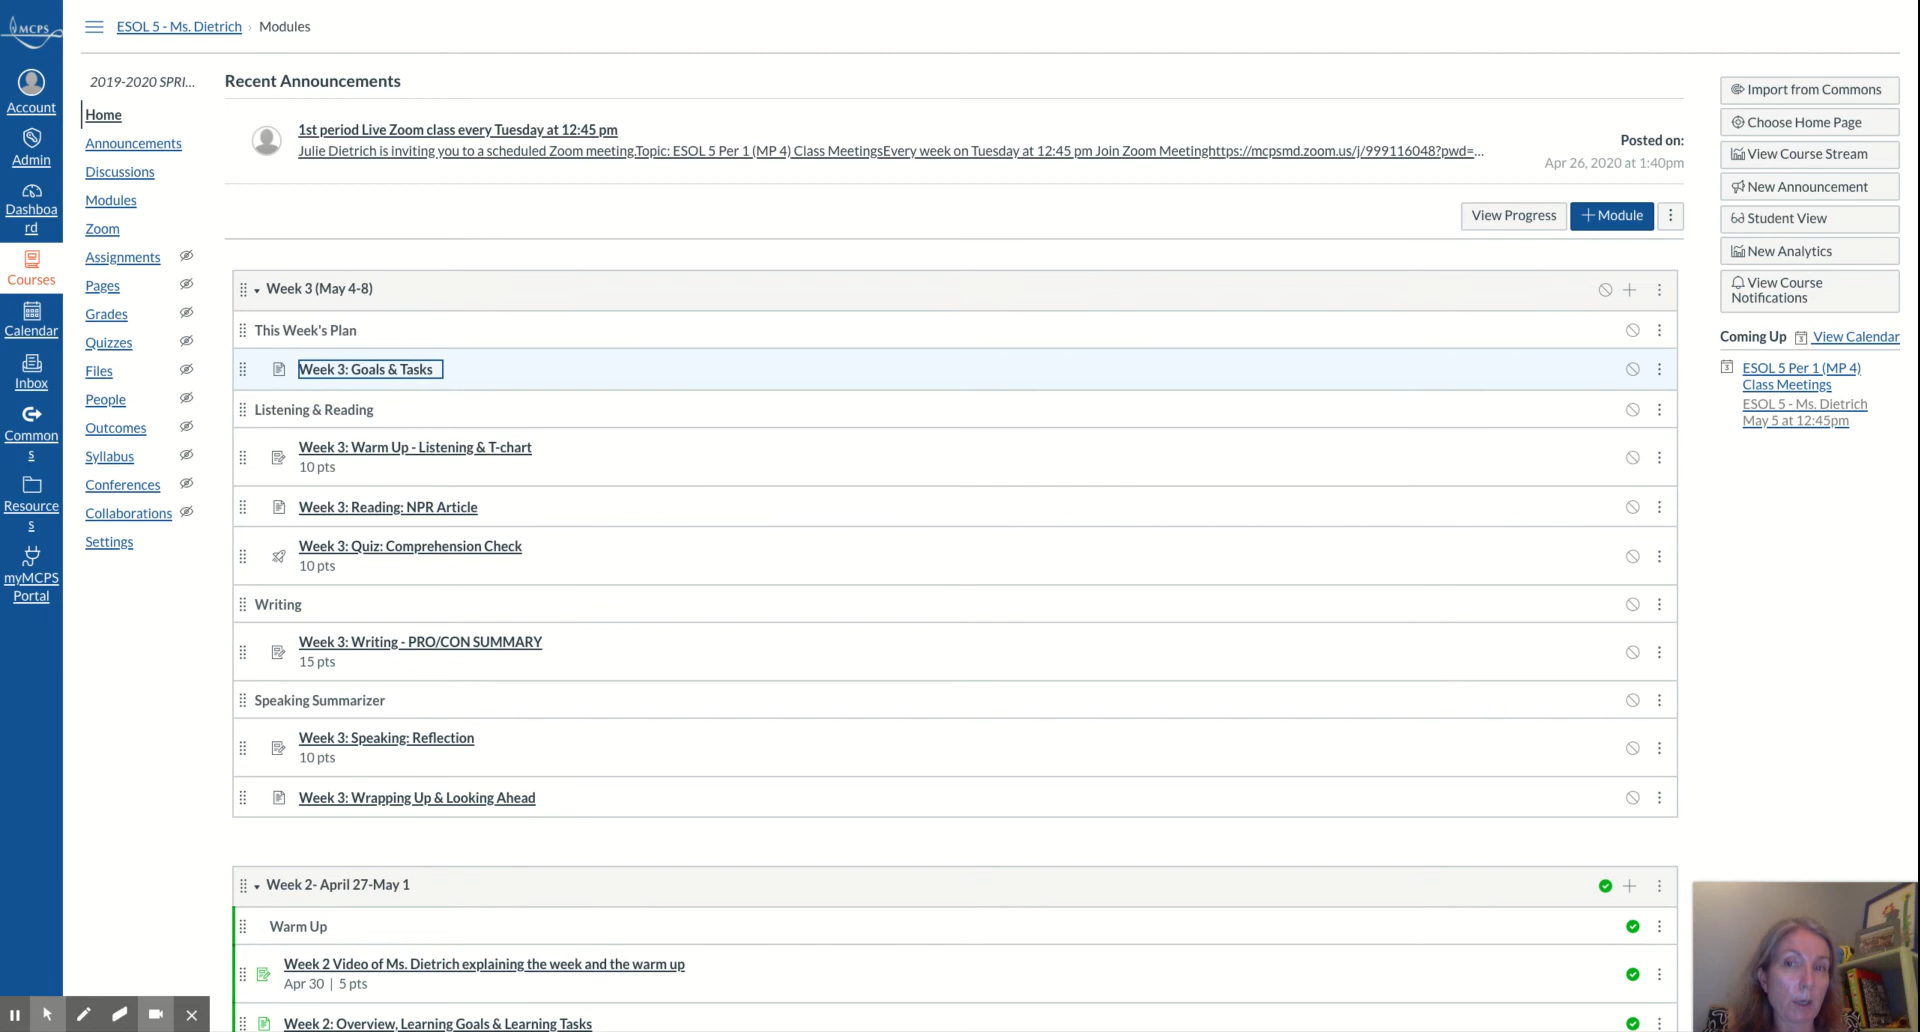 MCPS
Account
Admin
Dashboa
rd
Courses
Calendar
Inbox
Common
s
Resource
s
myMCPS
Portal
ESOL 5 - Ms. Dietrich › Modules
2019-2020 SPRI...
Home
Announcements
Discussions
Modules
Zoom
Assignments
Pages
Grades
Quizzes
Files
People
Outcomes
Syllabus
Conferences
Collaborations
Settings
Recent Announcements
1st period Live Zoom class every Tuesday at 12:45 pm
Julie Dietrich is inviting you to a scheduled Zoom meeting.Topic: ESOL 5 Per 1 (MP 4) Class MeetingsEvery week on Tuesday at 12:45 pm Join Zoom Meetinghttps://mcpsmd.zoom.us/j/999116048?pwd=...
Posted on:
Apr 26, 2020 at 1:40pm
View Progress
+ Module
Week 3 (May 4-8)
This Week's Plan
Week 3: Goals & Tasks
Listening & Reading
Week 3: Warm Up - Listening & T-chart
10 pts
Week 3: Reading: NPR Article
Week 3: Quiz: Comprehension Check
10 pts
Writing
Week 3: Writing - PRO/CON SUMMARY
15 pts
Speaking Summarizer
Week 3: Speaking: Reflection
10 pts
Week 3: Wrapping Up & Looking Ahead
Week 2- April 27-May 1
Warm Up
Week 2 Video of Ms. Dietrich explaining the week and the warm up
Apr 30 | 5 pts
Week 2: Overview, Learning Goals & Learning Tasks
Import from Commons
Choose Home Page
View Course Stream
New Announcement
Student View
New Analytics
View Course
Notifications
Coming Up
View Calendar
ESOL 5 Per 1 (MP 4)
Class Meetings
ESOL 5 - Ms. Dietrich
May 5 at 12:45pm